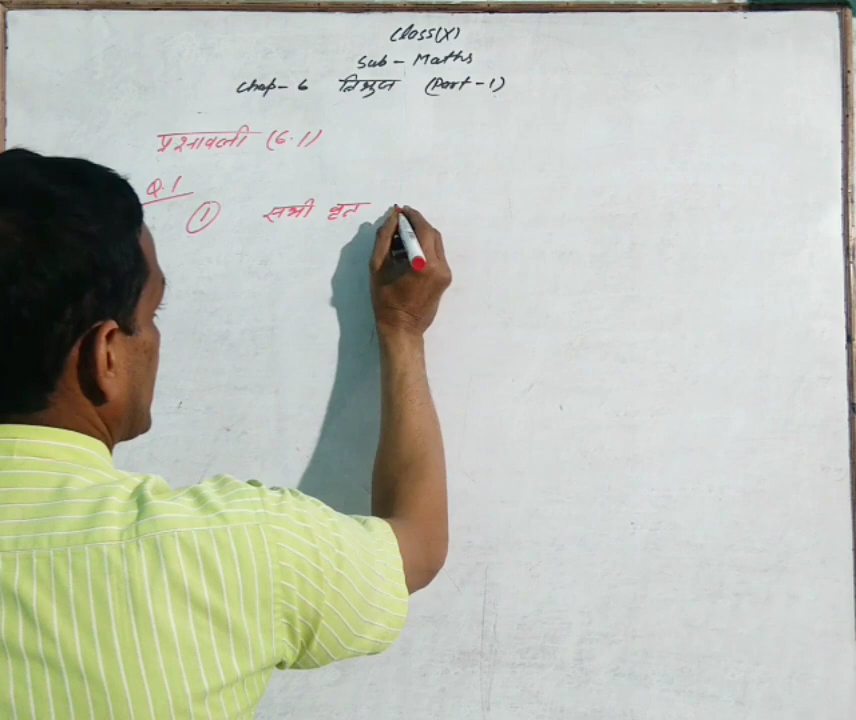 Class(X)
Sub - Maths
Chap- 6 त्रिभुज (Part-1)
प्रश्नावली (6.1)
Q.1
① सभी वृत